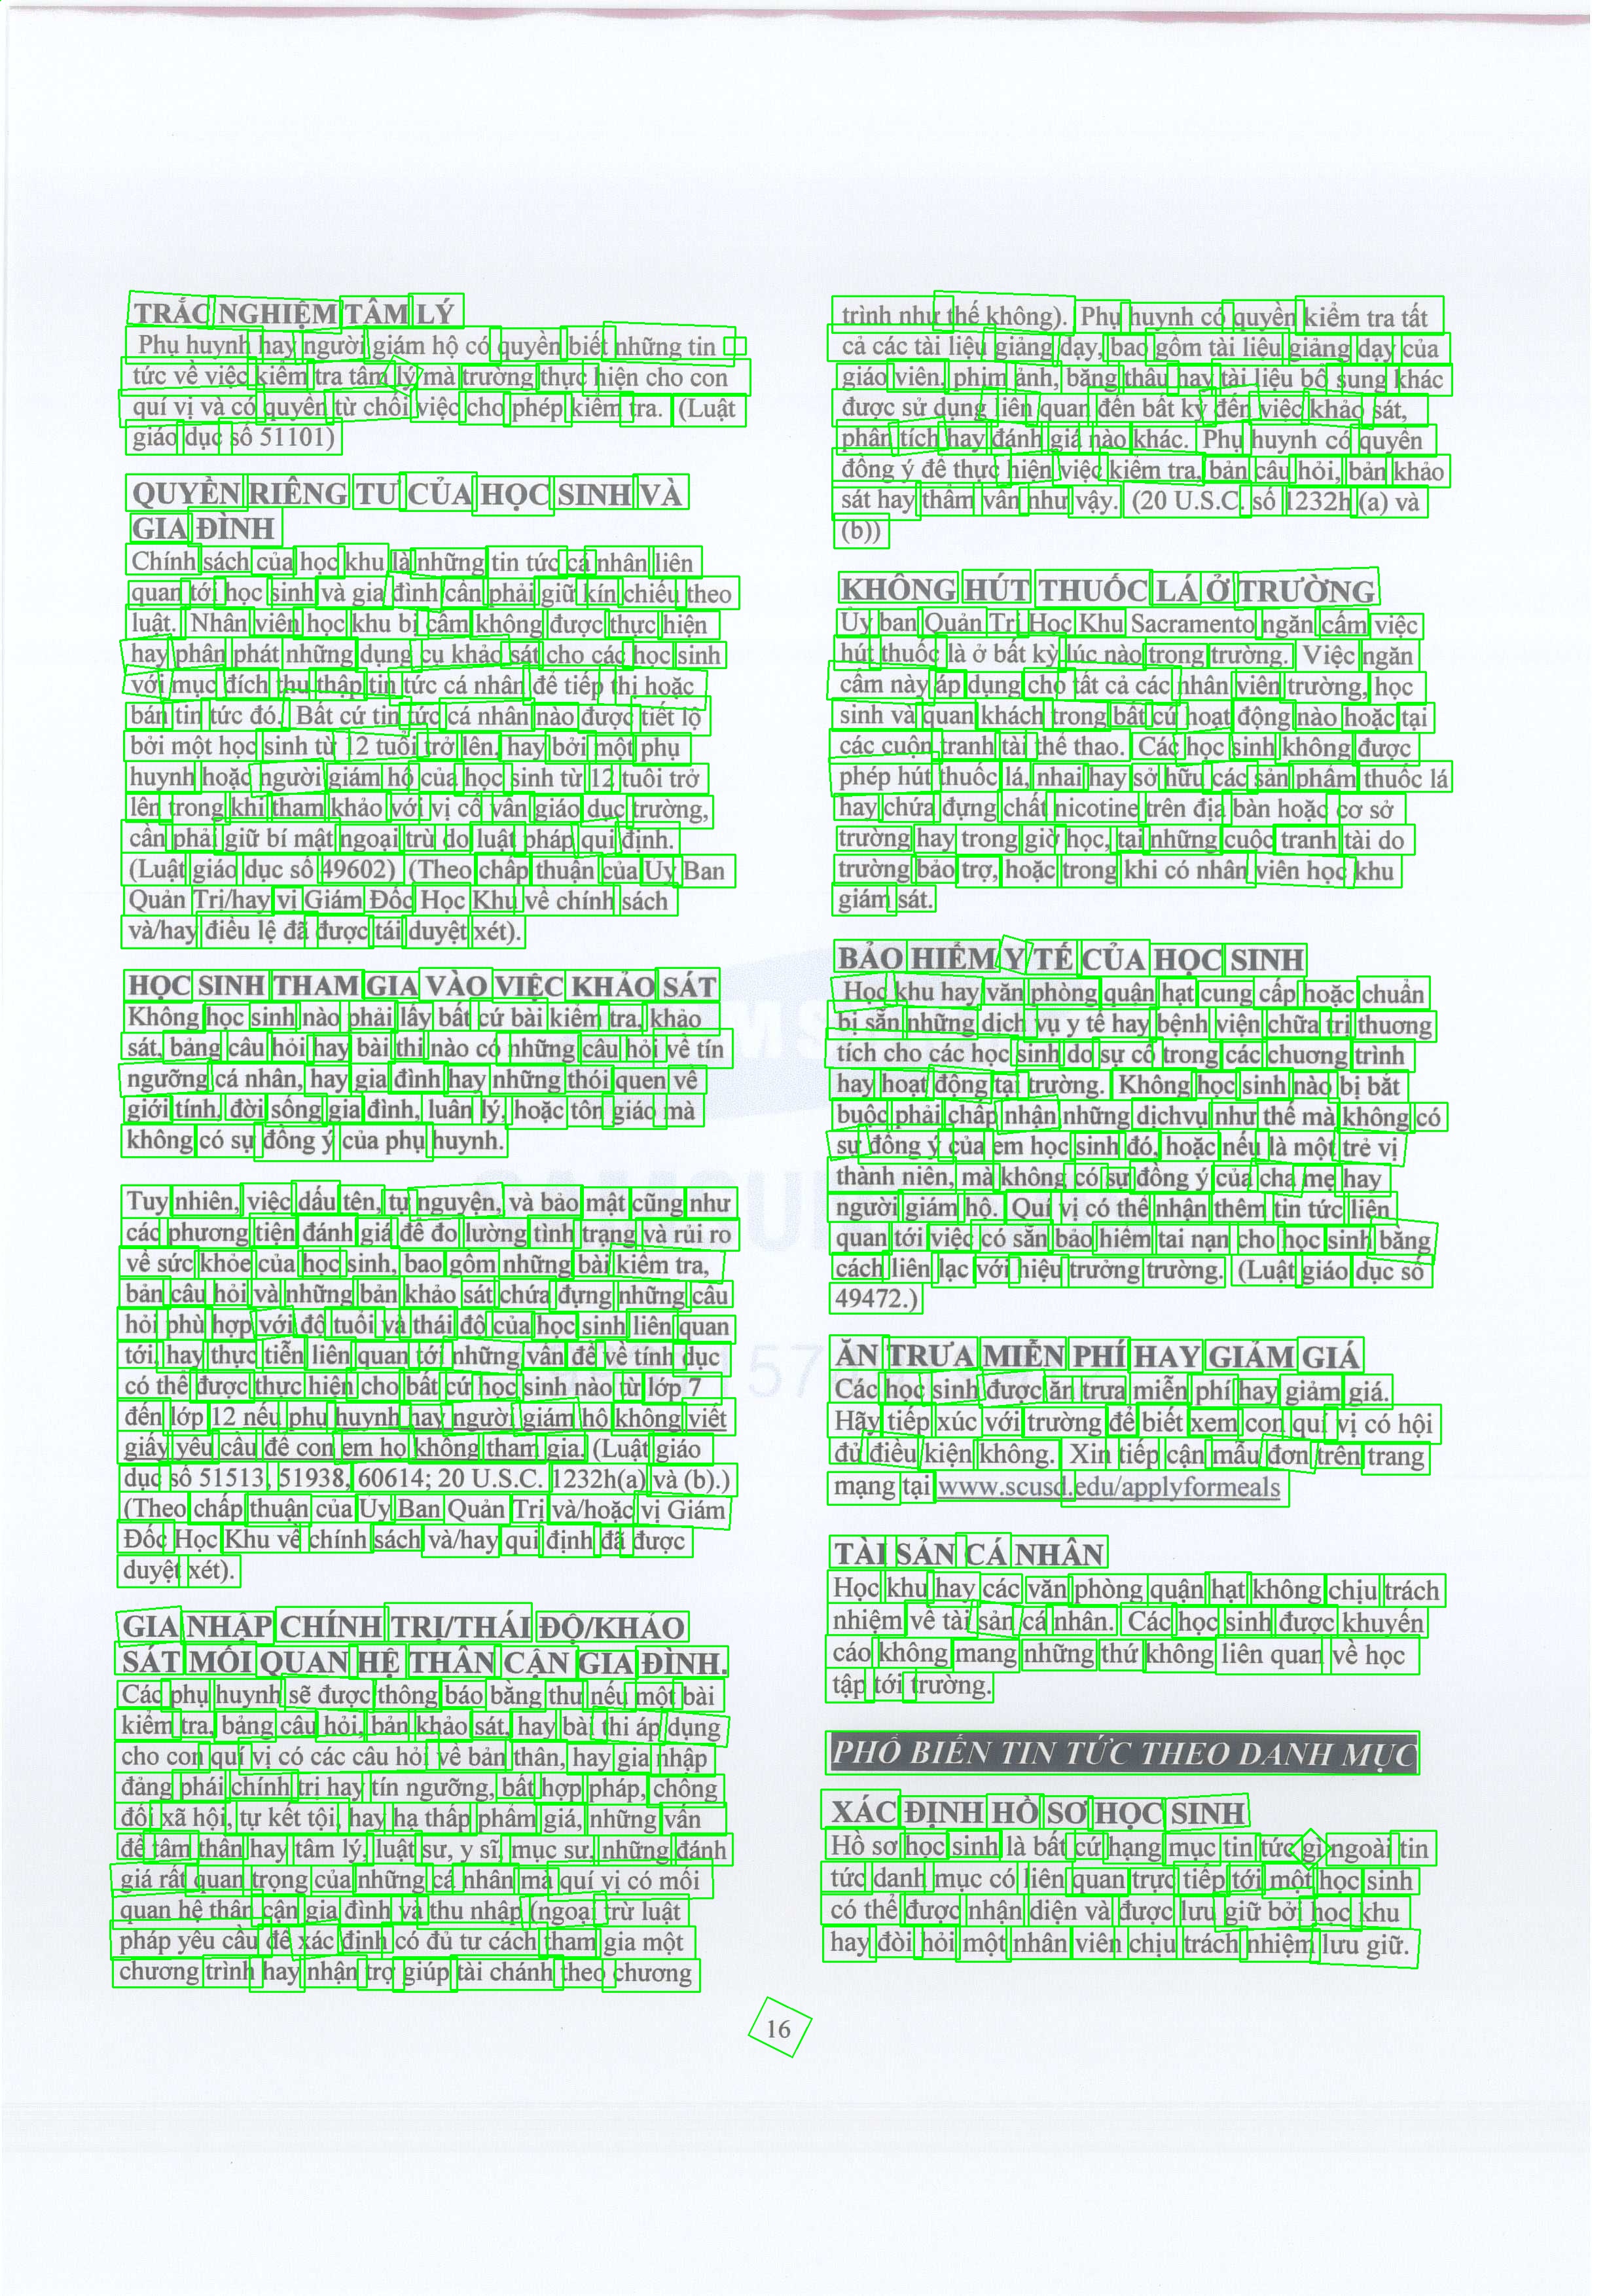 TRẮC NGHIỆM TÂM LÝ
Phụ huynh hay người giám hộ có quyền biết những tin
tức về việc kiểm tra tâm lý mà trường thực hiện cho con
quí vị và có quyền từ chối việc cho phép kiểm tra. (Luật
giáo dục số 51101)
QUYỀN RIÊNG TƯ CỦA HỌC SINH VÀ
GIA ĐÌNH
Chính sách của học khu là những tin tức cá nhân liên
quan tới học sinh và gia đình cần phải giữ kín chiếu theo
luật. Nhân viên học khu bị cấm không được thực hiện
hay phân phát những dụng cụ khảo sát cho các học sinh
với mục đích thu thập tin tức cá nhân để tiếp thị hoặc
bán tin tức đó. Bất cứ tin tức cá nhân nào được tiết lộ
bởi một học sinh từ 12 tuổi trở lên, hay bởi một phụ
huynh hoặc người giám hộ của học sinh từ 12 tuổi trở
lên trong khi tham khảo với vị cố vấn giáo dục trường,
cần phải giữ bí mật ngoại trừ do luật pháp qui định.
(Luật giáo dục số 49602) (Theo chấp thuận của Uỷ Ban
Quản Trị/hay vị Giám Đốc Học Khu về chính sách
và/hay điều lệ đã được tái duyệt xét).
HỌC SINH THAM GIA VÀO VIỆC KHẢO SÁT
Không học sinh nào phải lấy bất cứ bài kiểm tra, khảo
sát, bảng câu hỏi hay bài thi nào có những câu hỏi về tín
ngưỡng cá nhân, hay gia đình hay những thói quen về
giới tính, đời sống gia đình, luân lý, hoặc tôn giáo mà
không có sự đồng ý của phụ huynh.
Tuy nhiên, việc dấu tên, tự nguyện, và bảo mật cũng như
các phương tiện đánh giá để đo lường tình trạng và rủi ro
về sức khỏe của học sinh, bao gồm những bài kiểm tra,
bản câu hỏi và những bản khảo sát chứa đựng những câu
hỏi phù hợp với độ tuổi và thái độ của học sinh liên quan
tới, hay thực tiễn liên quan tới những vấn đề về tính dục
có thể được thực hiện cho bất cứ học sinh nào từ lớp 7
đến lớp 12 nếu phụ huynh hay người giám hộ không viết
giấy yêu cầu để con em họ không tham gia. (Luật giáo
dục số 51513, 51938, 60614; 20 U.S.C. 1232h(a) và (b).)
(Theo chấp thuận của Ủy Ban Quản Trị và/hoặc vị Giám
Đốc Học Khu về chính sách và/hay qui định đã được
duyệt xét).
GIA NHẬP CHÍNH TRỊ/THÁI ĐỘ/KHẢO
SÁT MỐI QUAN HỆ THÂN CẬN GIA ĐÌNH.
Các phụ huynh sẽ được thông báo bằng thư nếu một bài
kiểm tra, bảng câu hỏi, bản khảo sát, hay bài thi áp dụng
cho con quí vị có các câu hỏi về bản thân, hay gia nhập
đảng phái chính trị hay tín ngưỡng, bất hợp pháp, chống
đối xã hội, tự kết tội, hay hạ thấp phẩm giá, những vấn
đề tâm thần hay tâm lý, luật sư, y sĩ, mục sư, những đánh
giá rất quan trọng của những cá nhân mà quí vị có mối
quan hệ thân cận gia đình và thu nhập (ngoại trừ luật
pháp yêu cầu để xác định có đủ tư cách tham gia một
chương trình hay nhận trợ giúp tài chánh theo chương
trình như thế không). Phụ huynh có quyền kiểm tra tất
cả các tài liệu giảng dạy, bao gồm tài liệu giảng dạy của
giáo viên, phim ảnh, băng thâu hay tài liệu bổ sung khác
được sử dụng liên quan đến bất kỳ đến việc khảo sát,
phân tích hay đánh giá nào khác. Phụ huynh có quyền
đồng ý để thực hiện việc kiểm tra, bản câu hỏi, bản khảo
sát hay thẩm vấn như vậy. (20 U.S.C. số 1232h (a) và
(b))
KHÔNG HÚT THUỐC LÁ Ở TRƯỜNG
Ủy ban Quản Trị Học Khu Sacramento ngăn cấm việc
hút thuốc là ở bất kỳ lúc nào trong trường. Việc ngăn
cấm này áp dụng cho tất cả các nhân viên trường, học
sinh và quan khách trong bất cứ hoạt động nào hoặc tại
các cuộn tranh tài thể thao. Các học sinh không được
phép hút thuốc lá, nhai hay sở hữu các sản phẩm thuốc lá
hay chứa đựng chất nicotine trên địa bàn hoặc cơ sở
trường hay trong giờ học, tại những cuộc tranh tài do
trường bảo trợ, hoặc trong khi có nhân viên học khu
giám sát.
BẢO HIỂM Y TẾ CỦA HỌC SINH
Học khu hay văn phòng quận hạt cung cấp hoặc chuẩn
bị sẵn những dịch vụ y tế hay bệnh viện chữa trị thương
tích cho các học sinh do sự cố trong các chương trình
hay hoạt động tại trường. Không học sinh nào bị bắt
buộc phải chấp nhận những dịchvụ như thế mà không có
sự đồng ý của em học sinh đó, hoặc nếu là một trẻ vị
thành niên, mà không có sự đồng ý của cha mẹ hay
người giám hộ. Quí vị có thể nhận thêm tin tức liên
quan tới việc có sẵn bảo hiểm tai nạn cho học sinh bằng
cách liên lạc với hiệu trưởng trường. (Luật giáo dục số
49472.)
ĂN TRƯA MIỄN PHÍ HAY GIẢM GIÁ
Các học sinh được ăn trưa miễn phí hay giảm giá.
Hãy tiếp xúc với trường để biết xem con quí vị có hội
đủ điều kiện không. Xin tiếp cận mẫu đơn trên trang
mạng tại www.scusd.edu/applyformeals
TÀI SẢN CÁ NHÂN
Học khu hay các văn phòng quận hạt không chịu trách
nhiệm về tài sản cá nhân. Các học sinh được khuyến
cáo không mang những thứ không liên quan về học
tập tới trường.
PHỔ BIẾN TIN TỨC THEO DANH MỤC
XÁC ĐỊNH HỒ SƠ HỌC SINH
Hồ sơ học sinh là bất cứ hạng mục tin tức gì ngoài tin
tức danh mục có liên quan trực tiếp tới một học sinh
có thể được nhận diện và được lưu giữ bởi học khu
hay đòi hỏi một nhân viên chịu trách nhiệm lưu giữ.
16